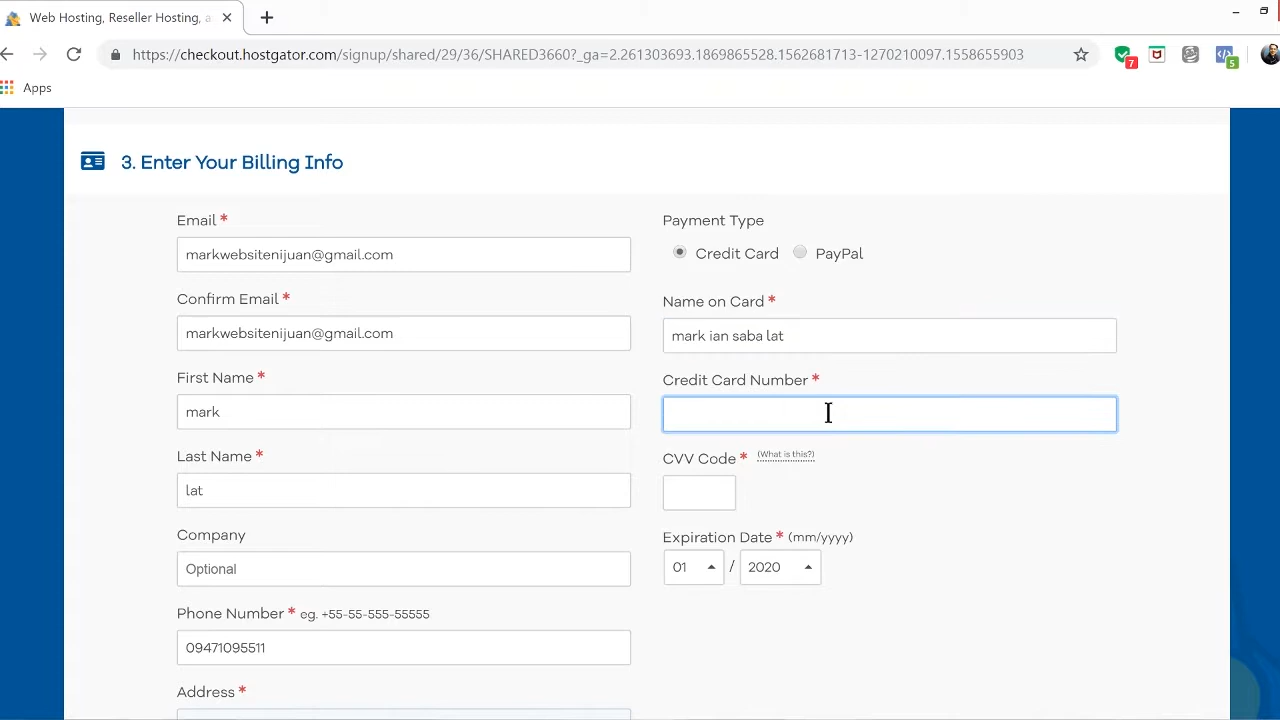 Web Hosting, Reseller Hosting, a
https://checkout.hostgator.com/signup/shared/29/36/SHARED3660?_ga=2.261303693.1869865528.1562681713-1270210097.1558655903
7
5
Apps
3. Enter Your Billing Info
Email *
markwebsitenijuan@gmail.com
Confirm Email *
markwebsitenijuan@gmail.com
First Name *
mark
Last Name *
lat
Company
Optional
Phone Number * eg. +55-55-555-55555
09471095511
Address *
Payment Type
Credit Card
PayPal
Name on Card *
mark ian saba lat
Credit Card Number *
CVV Code * (What is this?)
Expiration Date * (mm/yyyy)
01 / 2020